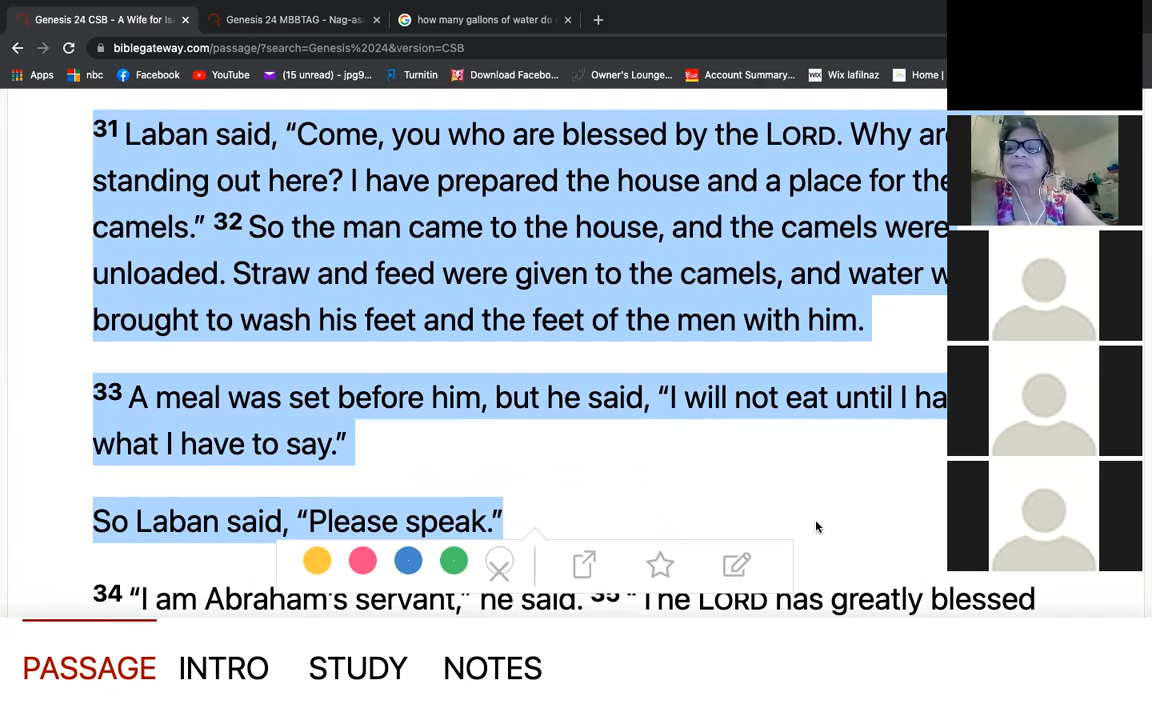 Genesis 24 CSB - A Wife for Isa
Genesis 24 MBBTAG - Nag-asa
how many gallons of water do
biblegateway.com/passage/?search=Genesis%2024&version=CSB
Apps
nbc
Facebook
YouTube
(15 unread) - jpg9...
Turnitin
Download Facebo...
Owner's Lounge...
Account Summary...
WIX
Wix lafilnaz
Home |
31 Laban said, “Come, you who are blessed by the LORD. Why are
standing out here? I have prepared the house and a place for the
camels.” 32 So the man came to the house, and the camels were
unloaded. Straw and feed were given to the camels, and water w
brought to wash his feet and the feet of the men with him.
33 A meal was set before him, but he said, “I will not eat until I ha
what I have to say.”
So Laban said, “Please speak.”
34 “I am Abraham's servant,” he said. 35 “The LORD has greatly blessed
PASSAGE INTRO STUDY NOTES